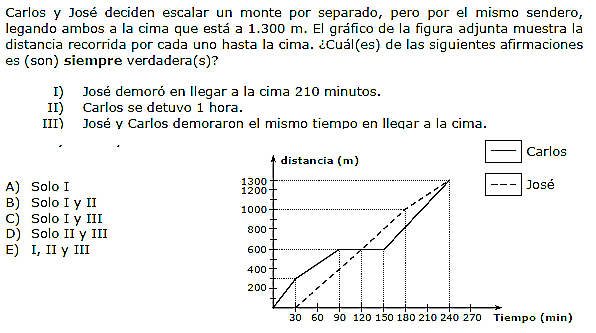 Carlos y José deciden escalar un monte por separado, pero por el mismo sendero,
legando ambos a la cima que está a 1.300 m. El gráfico de la figura adjunta muestra la
distancia recorrida por cada uno hasta la cima. ¿Cuál(es) de las siguientes afirmaciones
es (son) siempre verdadera(s)?
I) José demoró en llegar a la cima 210 minutos.
II) Carlos se detuvo 1 hora.
III) José y Carlos demoraron el mismo tiempo en llegar a la cima.
A) Solo I
B) Solo I y II
C) Solo I y III
D) Solo II y III
E) I, II y III
distancia (m)
Carlos
José
1300
1200
1000
800
600
400
200
30 60 90 120 150 180 210 240 270 Tiempo (min)